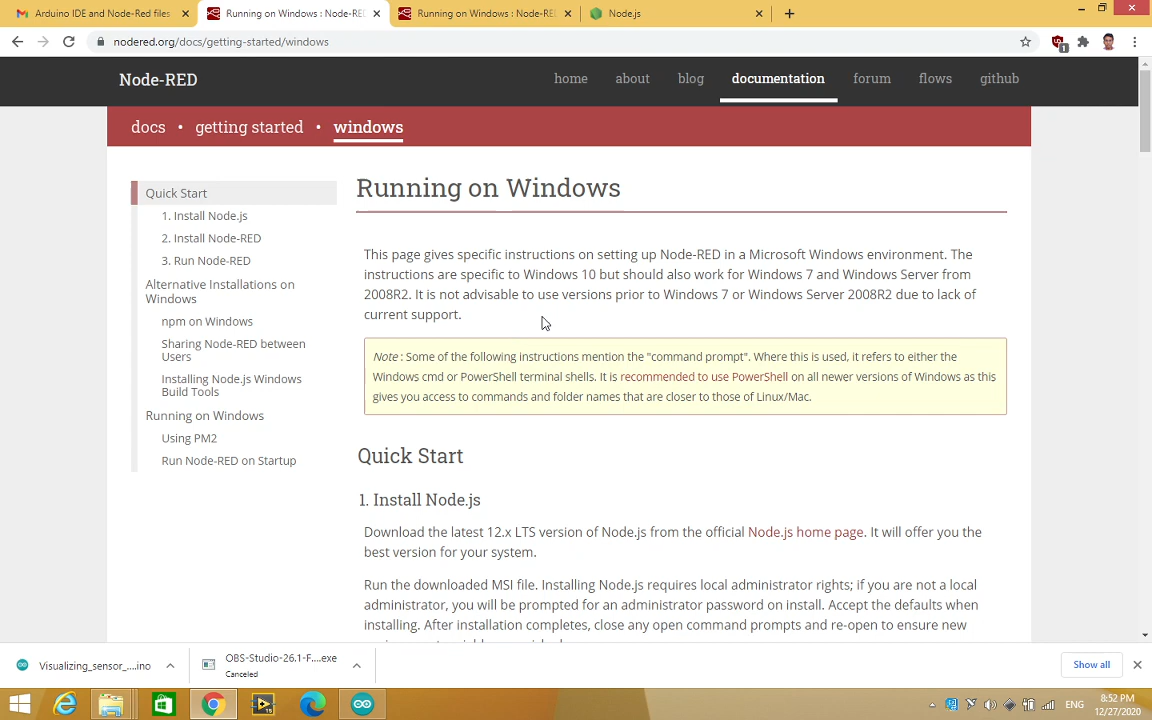 Arduino IDE and Node-Red files
Running on Windows : Node-RE
Running on Windows : Node-RE
Node.js
nodered.org/docs/getting-started/windows
1
Node-RED
home
about
blog
documentation
forum
flows
github
docs • getting started • windows
Quick Start
1. Install Node.js
2. Install Node-RED
3. Run Node-RED
Alternative Installations on
Windows
npm on Windows
Sharing Node-RED between
Users
Installing Node.js Windows
Build Tools
Running on Windows
Using PM2
Run Node-RED on Startup
Running on Windows
This page gives specific instructions on setting up Node-RED in a Microsoft Windows environment. The
instructions are specific to Windows 10 but should also work for Windows 7 and Windows Server from
2008R2. It is not advisable to use versions prior to Windows 7 or Windows Server 2008R2 due to lack of
current support.
Note : Some of the following instructions mention the "command prompt". Where this is used, it refers to either the
Windows cmd or PowerShell terminal shells. It is recommended to use PowerShell on all newer versions of Windows as this
gives you access to commands and folder names that are closer to those of Linux/Mac.
Quick Start
1. Install Node.js
Download the latest 12.x LTS version of Node.js from the official Node.js home page. It will offer you the
best version for your system.
Run the downloaded MSI file. Installing Node.js requires local administrator rights; if you are not a local
administrator, you will be prompted for an administrator password on install. Accept the defaults when
installing. After installation completes, close any open command prompts and re-open to ensure new
Visualizing_sensor_....ino
OBS-Studio-26.1-F....exe
Canceled
Show all
15
ENG
8:52 PM
12/27/2020